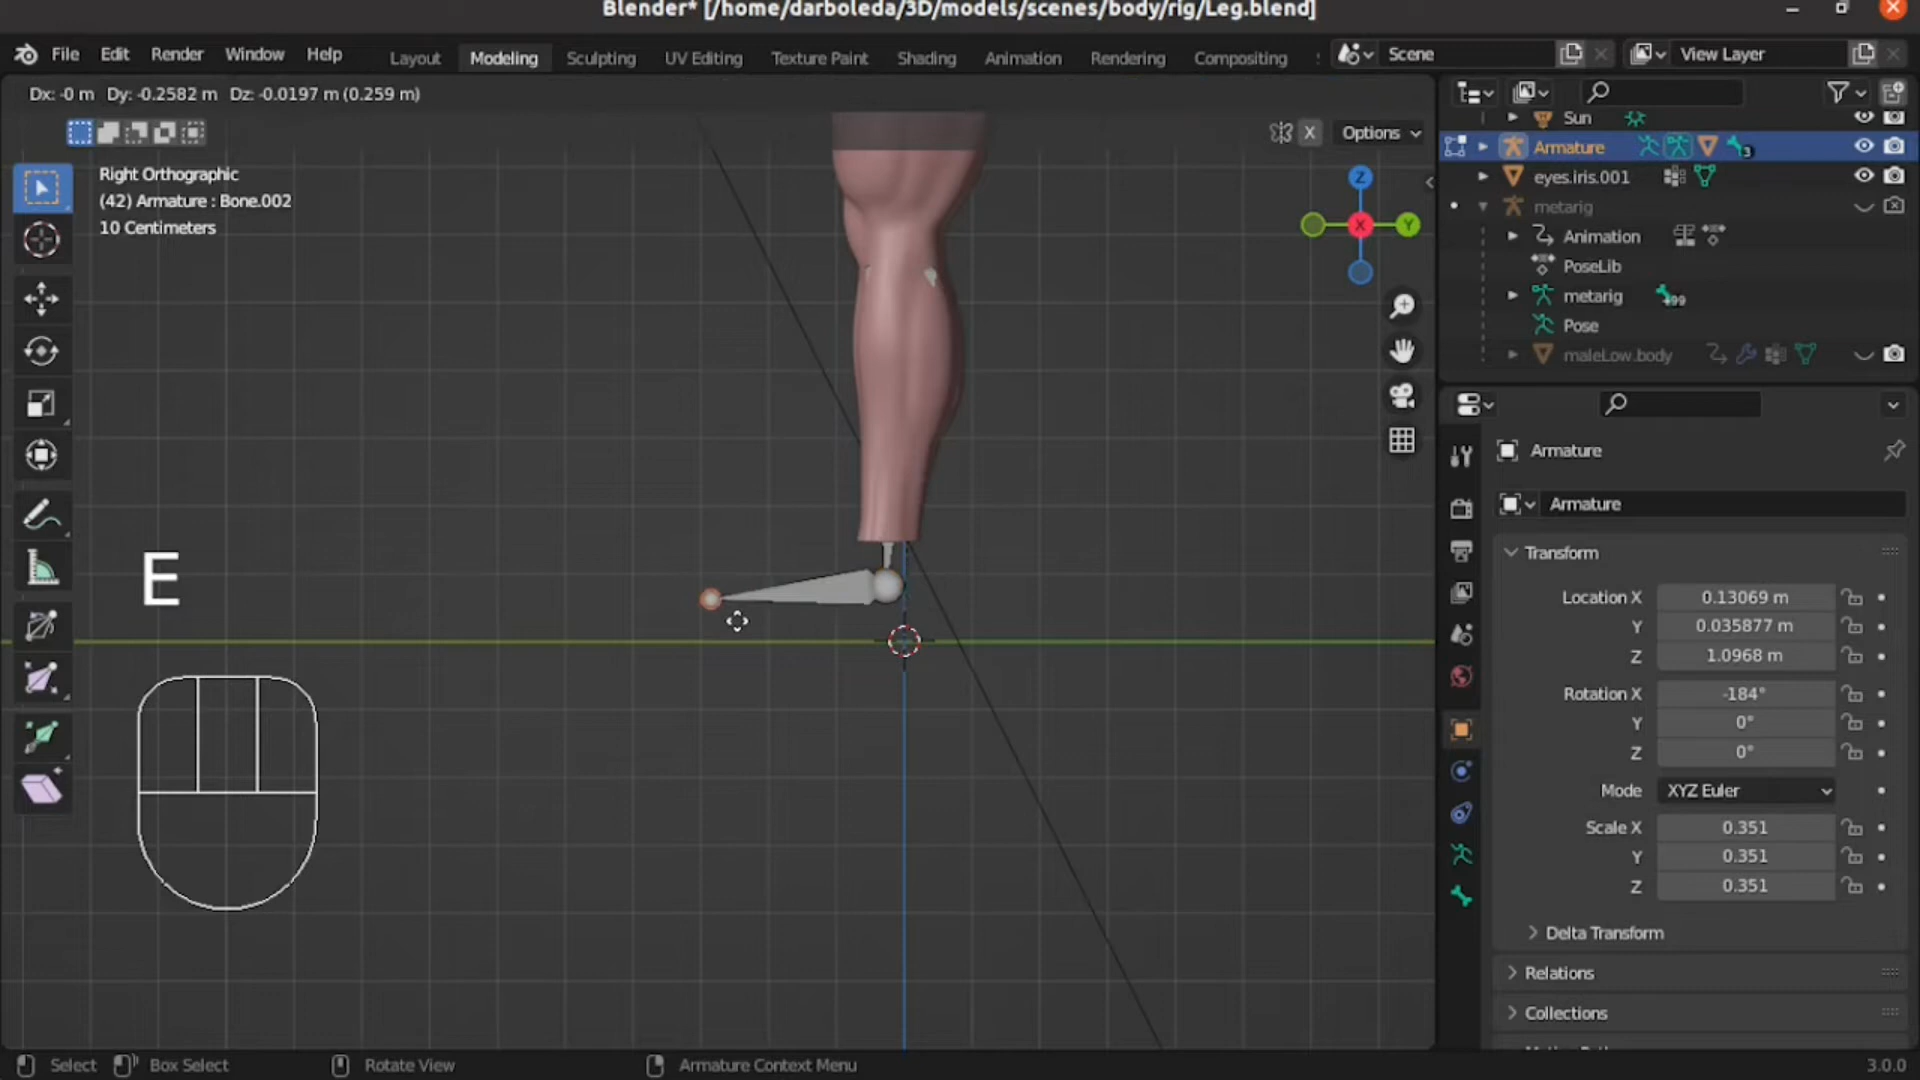 Blender* [/home/darboleda/3D/models/scenes/body/rig/Leg.blend]
File Edit Render Window Help Layout Modeling Sculpting UV Editing Texture Paint Shading Animation Rendering Compositing Scene View Layer
Dx: -0 m Dy: -0.2582 m Dz: -0.0197 m (0.259 m)
X Options
Right Orthographic
(42) Armature : Bone.002
10 Centimeters
Z
X
Y
E
Sun
Armature 3
eyes.iris.001
metarig
Animation
PoseLib
metarig +99
Pose
maleLow.body
Armature
Armature
Transform
Location X 0.13069 m
Y 0.035877 m
Z 1.0968 m
Rotation X -184°
Y 0°
Z 0°
Mode XYZ Euler
Scale X 0.351
Y 0.351
Z 0.351
Delta Transform
Relations
Collections
Select Box Select Rotate View Armature Context Menu 3.0.0